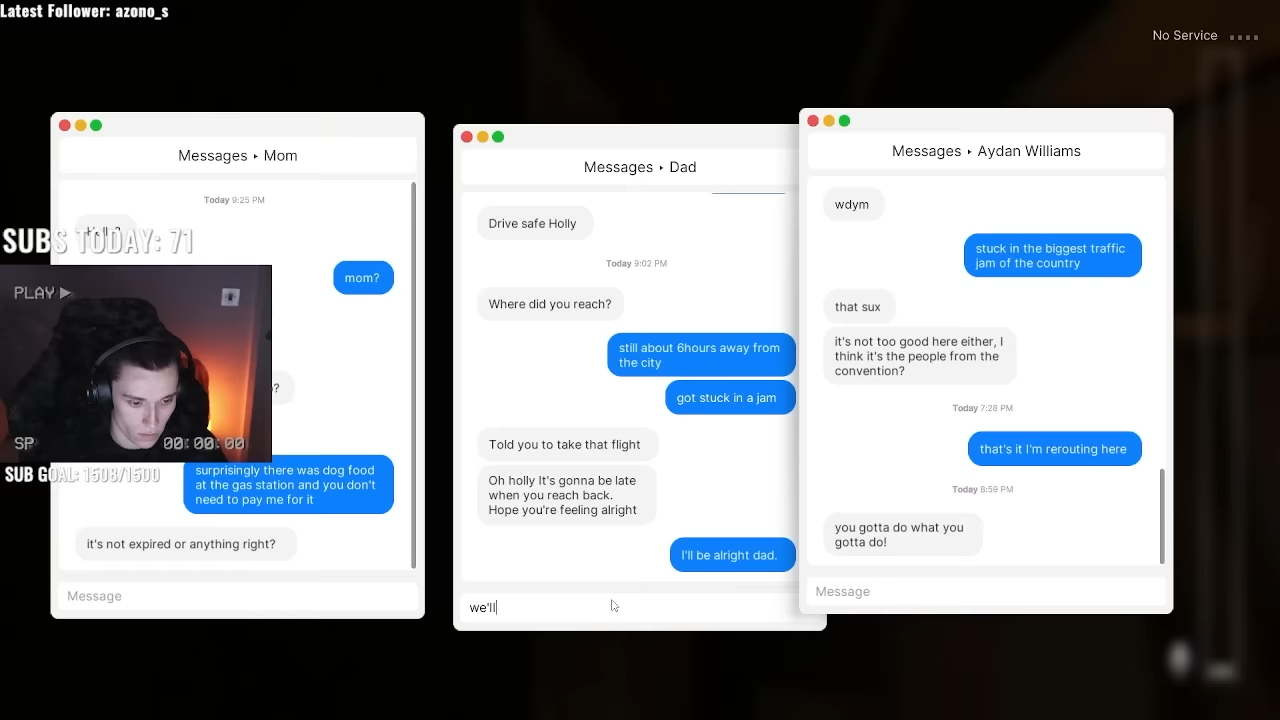 Latest Follower: azono_s
No Service
Messages ▸ Mom
Today 9:25 PM
mom?
surprisingly there was dog food
at the gas station and you don't
need to pay me for it
it's not expired or anything right?
Message
SUBS TODAY: 71
PLAY ▶
SP
00:00:00
SUB GOAL: 1508/1500
Messages ▸ Dad
Drive safe Holly
Today 9:02 PM
Where did you reach?
still about 6hours away from
the city
got stuck in a jam
Told you to take that flight
Oh holly It's gonna be late
when you reach back.
Hope you're feeling alright
I'll be alright dad.
we'll
Messages ▸ Aydan Williams
wdym
stuck in the biggest traffic
jam of the country
that sux
it's not too good here either, I
think it's the people from the
convention?
Today 7:28 PM
that's it I'm rerouting here
Today 8:59 PM
you gotta do what you
gotta do!
Message